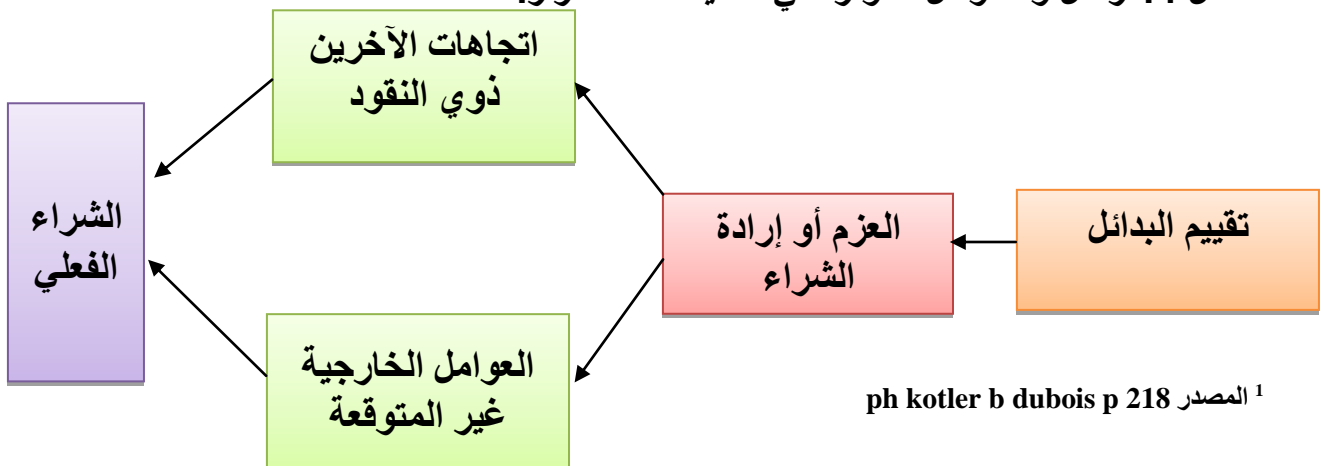 تقييم البدائل
العزم أو إرادة
الشراء
اتجاهات الآخرين
ذوي النقود
العوامل الخارجية
غير المتوقعة
الشراء
الفعلي
¹ المصدر ph kotler b dubois p 218